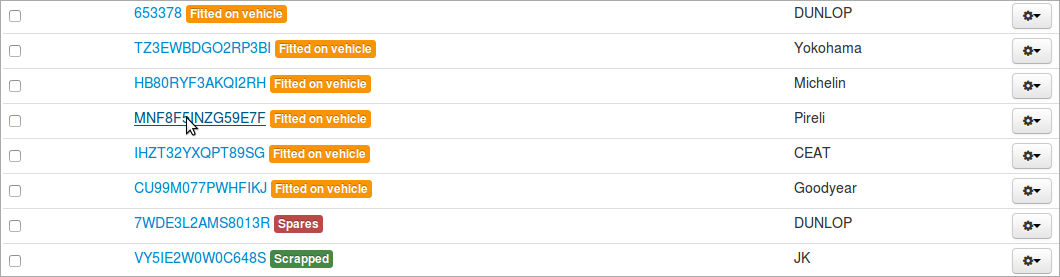 653378 Fitted on vehicle DUNLOP
TZ3EWBDGO2RP3BI Fitted on vehicle Yokohama
HB80RYF3AKQI2RH Fitted on vehicle Michelin
MNF8F5INZG59E7F Fitted on vehicle Pireli
IHZT32YXQPT89SG Fitted on vehicle CEAT
CU99M077PWHFIKJ Fitted on vehicle Goodyear
7WDE3L2AMS8013R Spares DUNLOP
VY5IE2W0W0C648S Scrapped JK